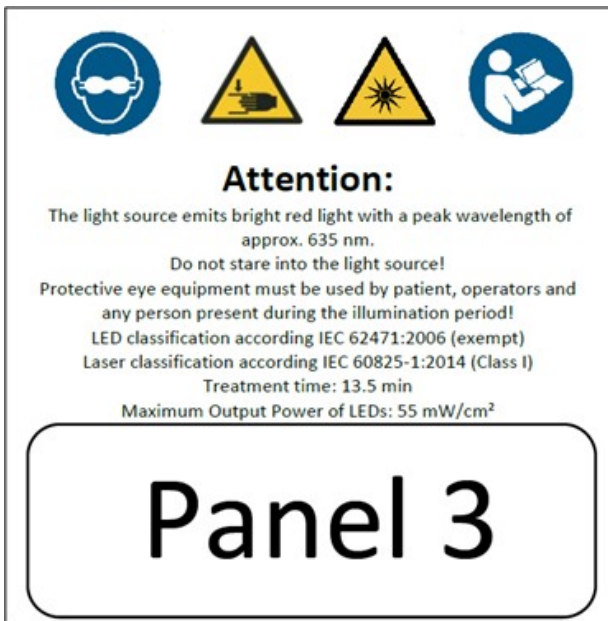 Attention:
The light source emits bright red light with a peak wavelength of
approx. 635 nm.
Do not stare into the light source!
Protective eye equipment must be used by patient, operators and
any person present during the illumination period!
LED classification according IEC 62471:2006 (exempt)
Laser classification according IEC 60825-1:2014 (Class I)
Treatment time: 13.5 min
Maximum Output Power of LEDs: 55 mW/cm²
Panel 3